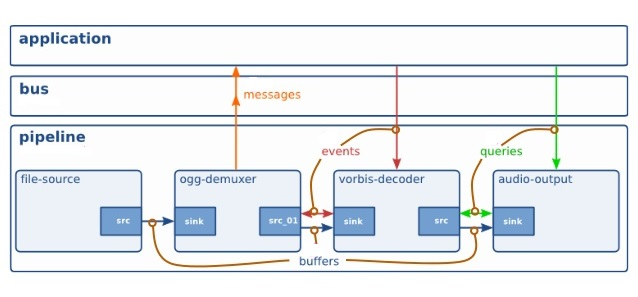 application
bus
messages
pipeline
events
queries
file-source
ogg-demuxer
vorbis-decoder
audio-output
src
sink
src_01
sink
src
sink
buffers